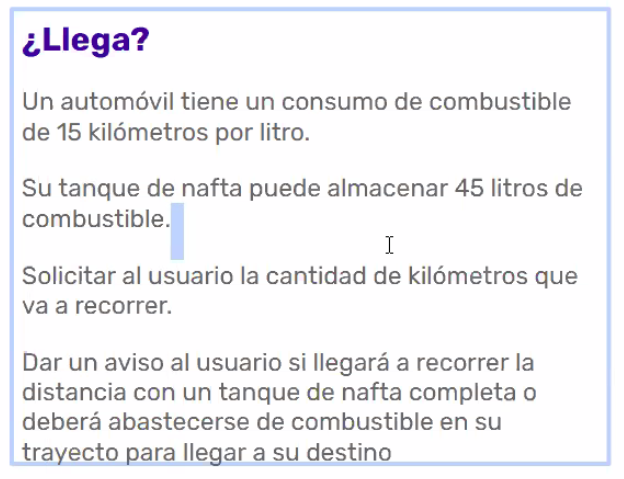 ¿Llega?
Un automóvil tiene un consumo de combustible
de 15 kilómetros por litro.
Su tanque de nafta puede almacenar 45 litros de
combustible.
Solicitar al usuario la cantidad de kilómetros que
va a recorrer.
Dar un aviso al usuario si llegará a recorrer la
distancia con un tanque de nafta completa o
deberá abastecerse de combustible en su
trayecto para llegar a su destino